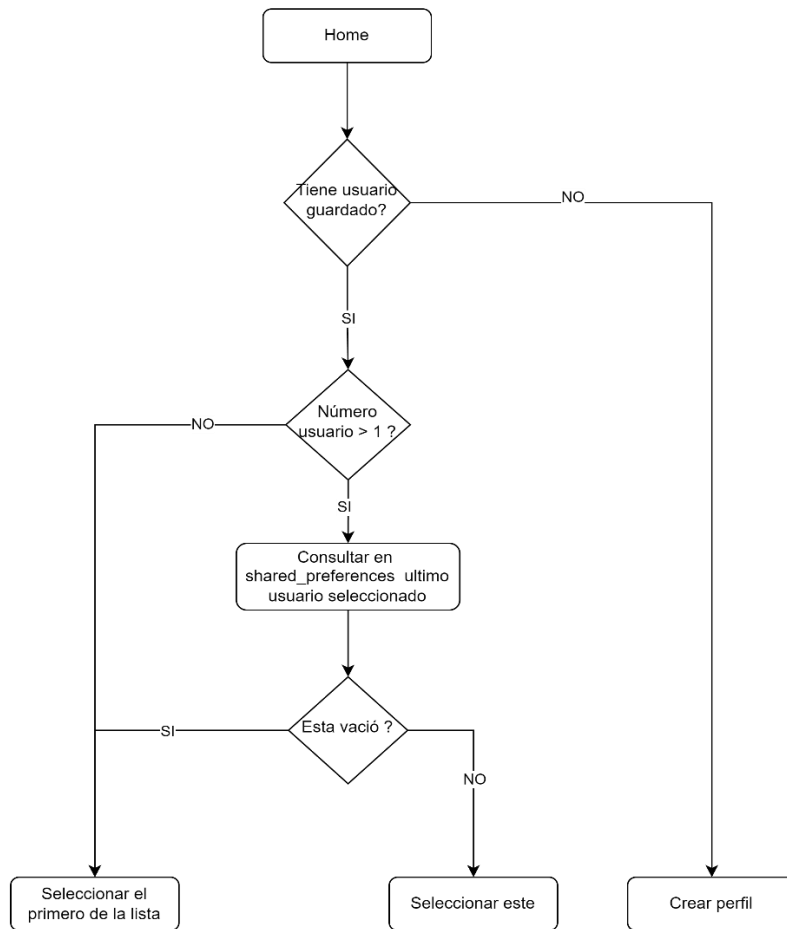 Home
Tiene usuario
guardado?
NO
SI
Número
usuario > 1 ?
NO
SI
Consultar en
shared_preferences ultimo
usuario seleccionado
Esta vació ?
SI
NO
Seleccionar el
primero de la lista
Seleccionar este
Crear perfil